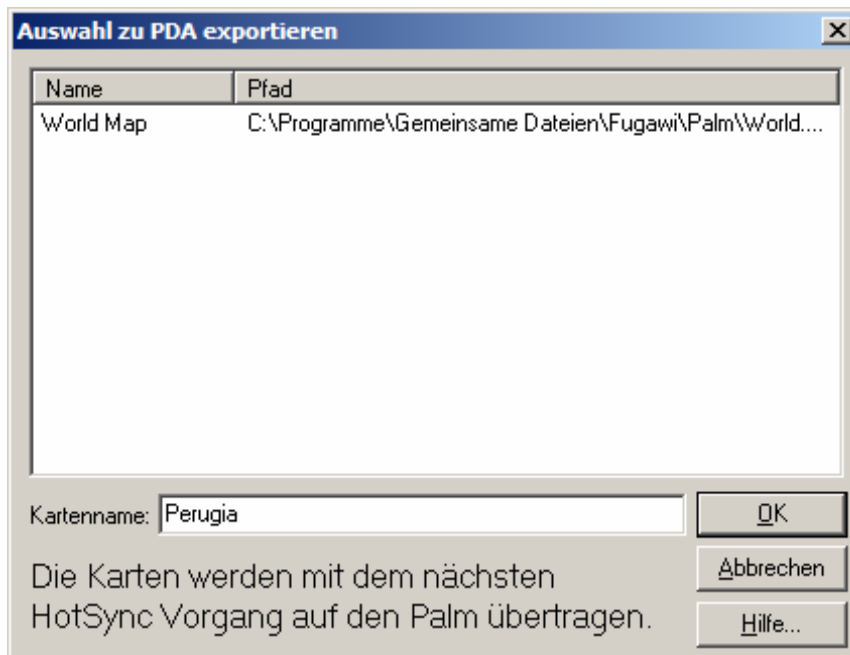 Auswahl zu PDA exportieren
Name Pfad
World Map C:\Programme\Gemeinsame Dateien\Fugawi\Palm\World....
Kartenname: Perugia
OK
Die Karten werden mit dem nächsten
HotSync Vorgang auf den Palm übertragen.
Abbrechen
Hilfe...